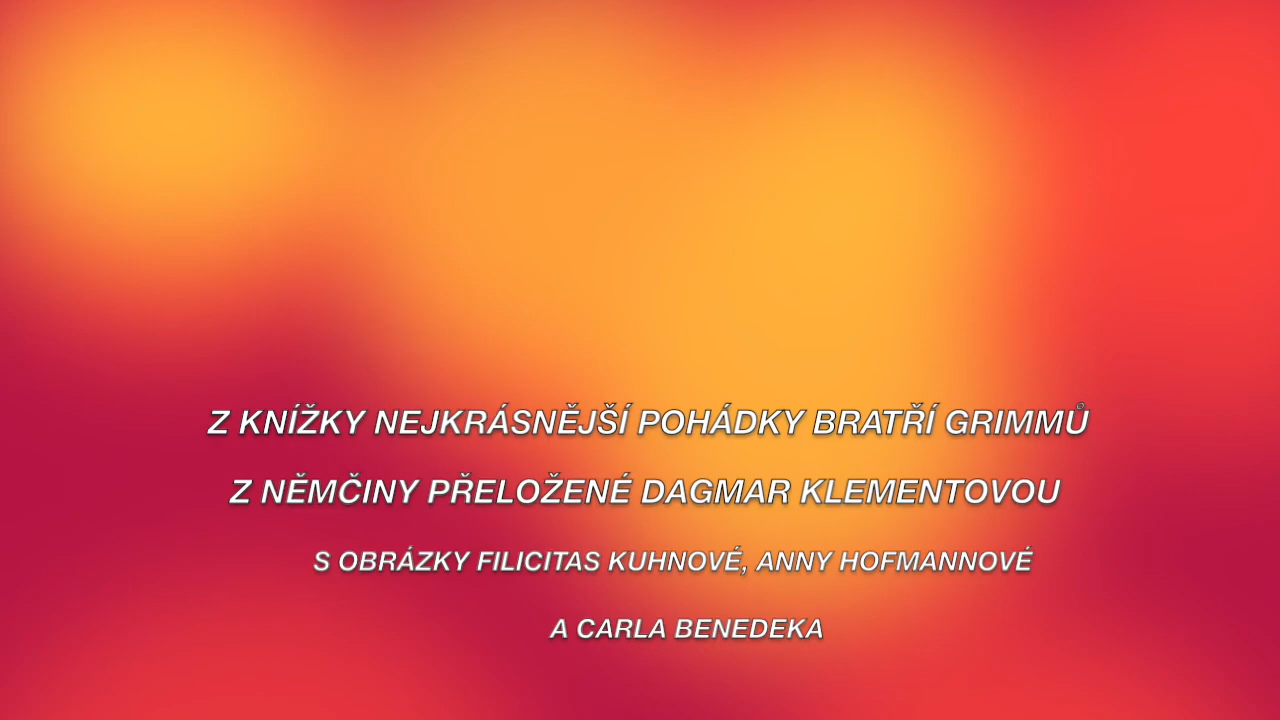 Z KNÍŽKY NEJKRÁSNĚJŠÍ POHÁDKY BRATŘÍ GRIMMŮ
Z NĚMČINY PŘELOŽENÉ DAGMAR KLEMENTOVOU
S OBRÁZKY FILICITAS KUHNOVÉ, ANNY HOFMANNOVÉ
A CARLA BENEDEKA